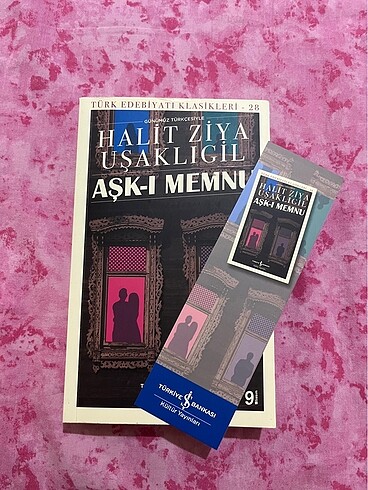 TÜRK EDEBİYATI KLASİKLERİ - 28
GÜNÜMÜZ TÜRKÇESİYLE
HALİT ZİYA
UŞAKLIGİL
AŞK-I MEMNU
9.
HALİT ZİYA
UŞAKLIGİL
AŞK-I MEMNU
TÜRKİYE İŞ BANKASI
Kültür Yayınları